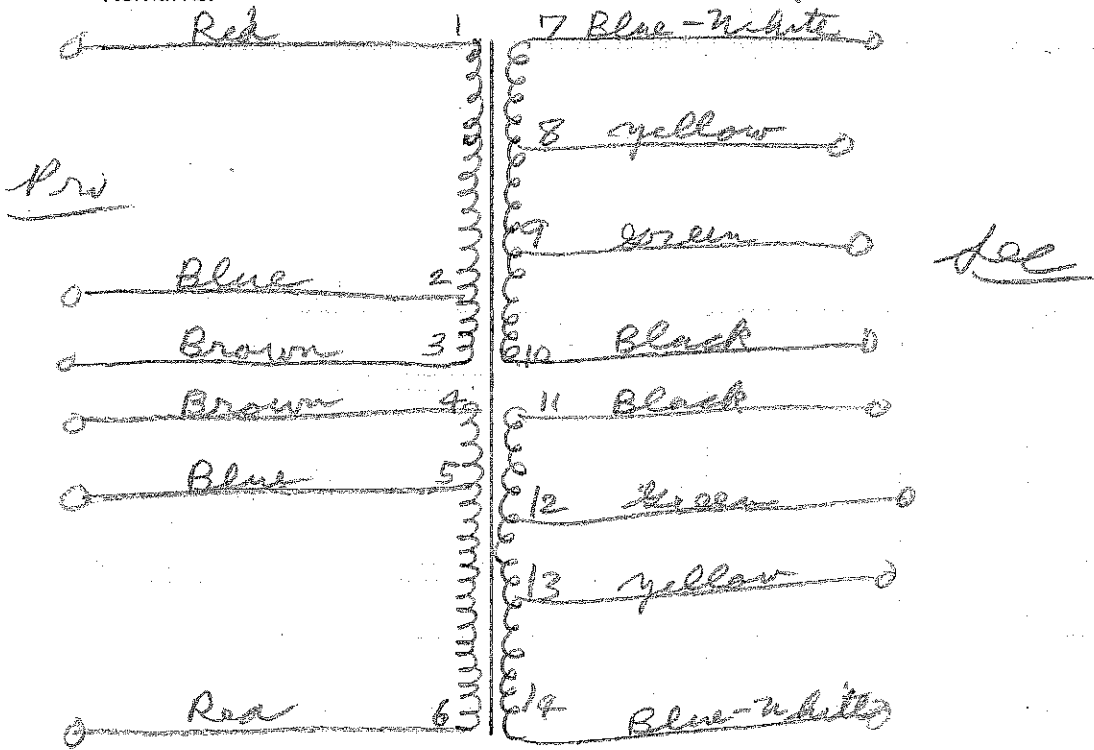 Red 1 7 Blue-White
8 yellow
Pri
9 Green
Sec
Blue 2
Brown 3 10 Black
Brown 4 11 Black
Blue 5
12 Green
13 yellow
Red 6 14 Blue-White